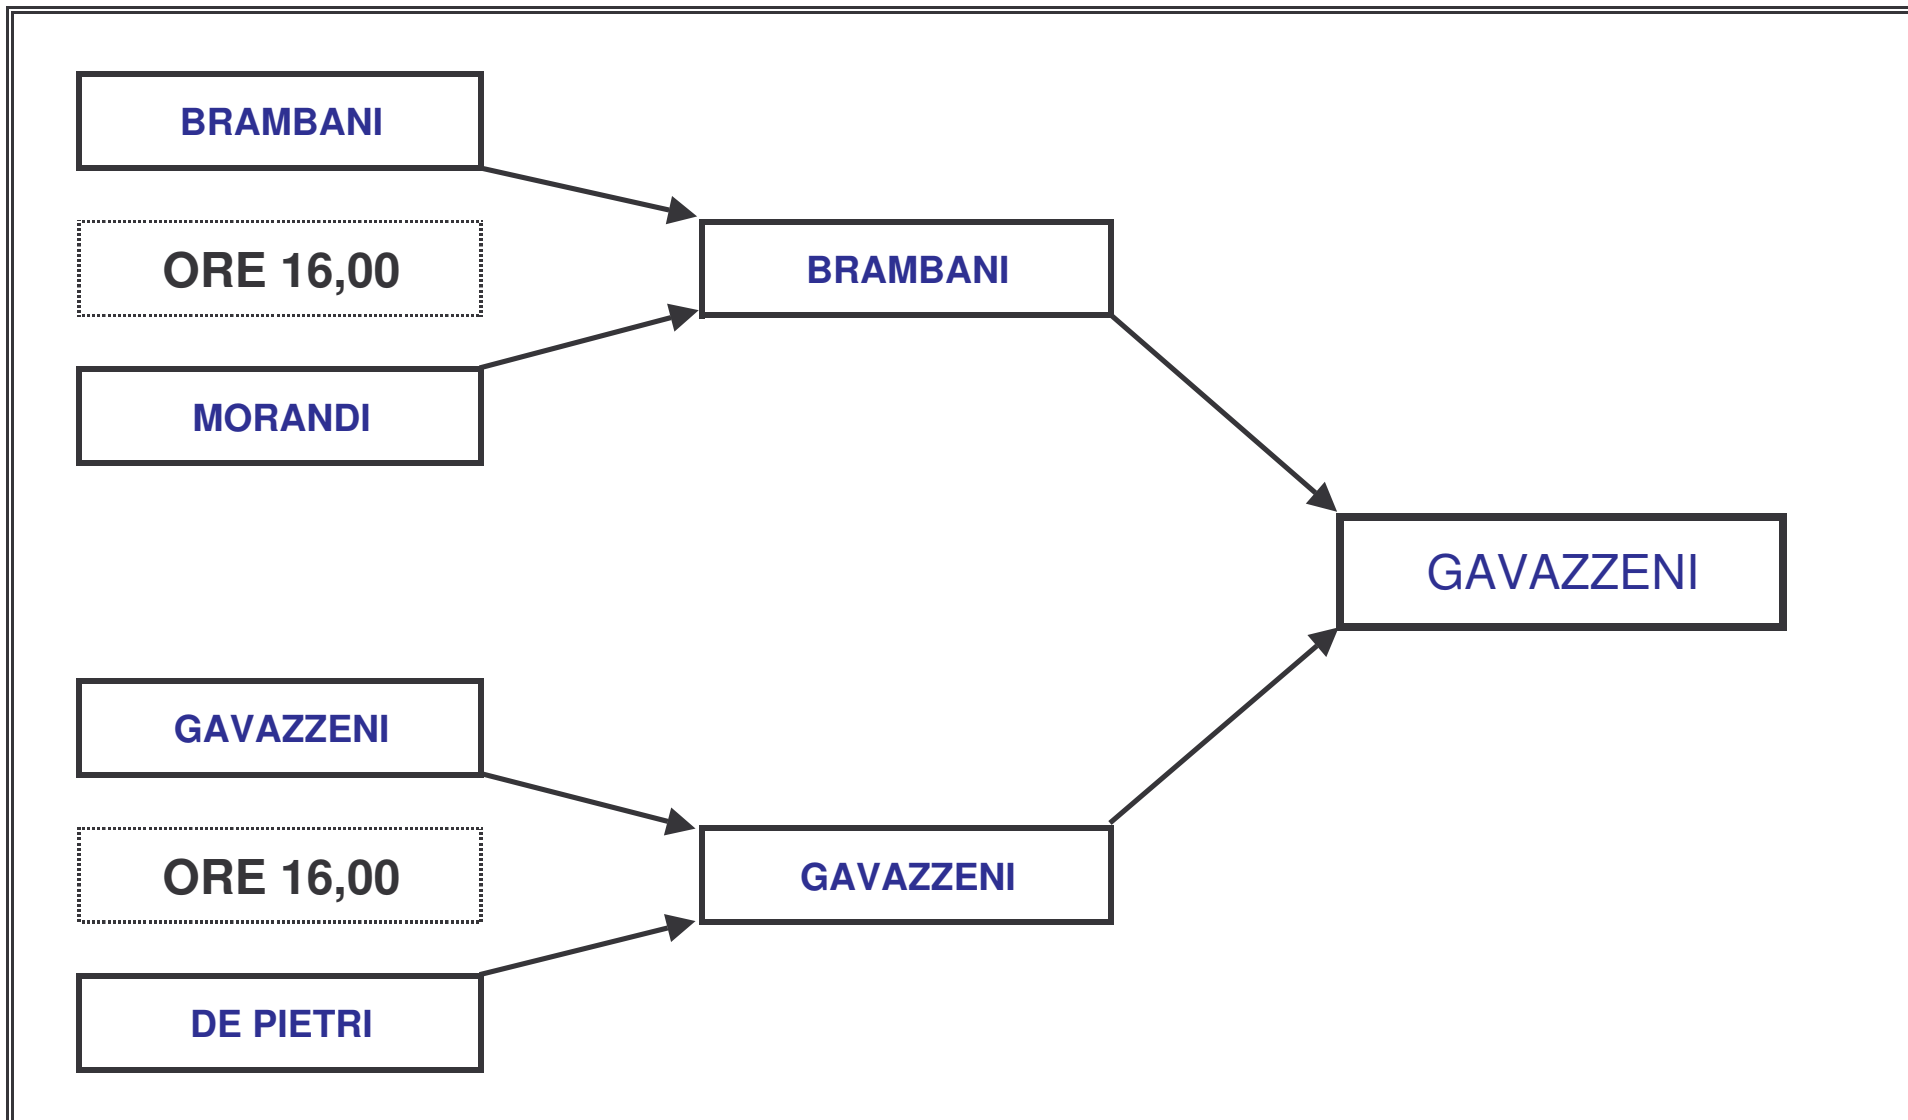 BRAMBANI
ORE 16,00
BRAMBANI
MORANDI
GAVAZZENI
GAVAZZENI
ORE 16,00
GAVAZZENI
DE PIETRI